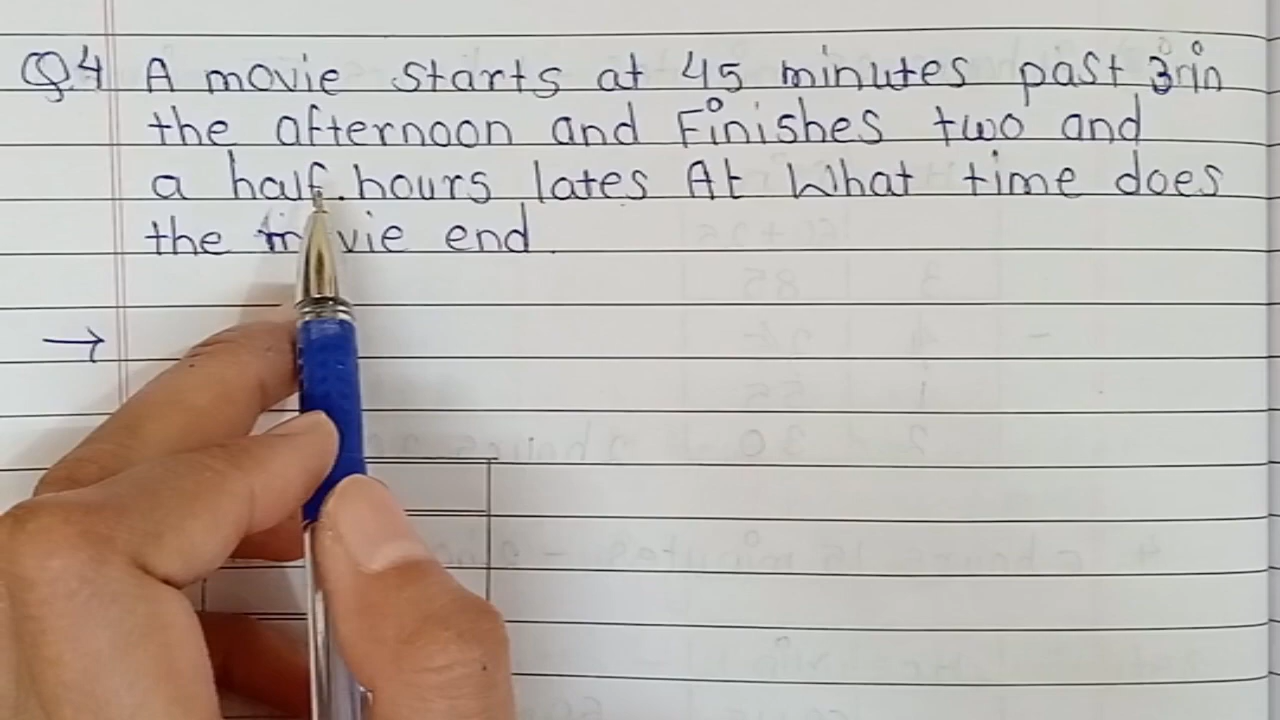 Q.4 A movie starts at 45 minutes past 3 in
the afternoon and Finishes two and
a half hours lates At What time does
the movie end
→